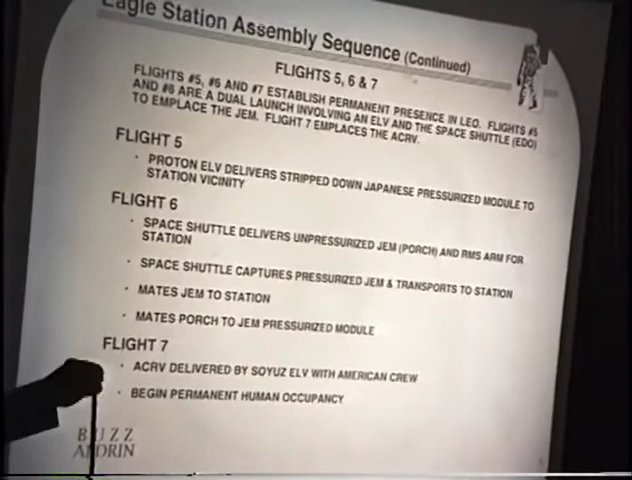 Eagle Station Assembly Sequence (Continued)
FLIGHTS 5, 6 & 7
FLIGHTS #5, #6 AND #7 ESTABLISH PERMANENT PRESENCE IN LEO. FLIGHTS #5
AND #6 ARE A DUAL LAUNCH INVOLVING AN ELV AND THE SPACE SHUTTLE (EDO)
TO EMPLACE THE JEM. FLIGHT 7 EMPLACES THE ACRV.
FLIGHT 5
· PROTON ELV DELIVERS STRIPPED DOWN JAPANESE PRESSURIZED MODULE TO
STATION VICINITY
FLIGHT 6
· SPACE SHUTTLE DELIVERS UNPRESSURIZED JEM (PORCH) AND RMS ARM FOR
STATION
· SPACE SHUTTLE CAPTURES PRESSURIZED JEM & TRANSPORTS TO STATION
· MATES JEM TO STATION
· MATES PORCH TO JEM PRESSURIZED MODULE
FLIGHT 7
· ACRV DELIVERED BY SOYUZ ELV WITH AMERICAN CREW
· BEGIN PERMANENT HUMAN OCCUPANCY
BUZZ